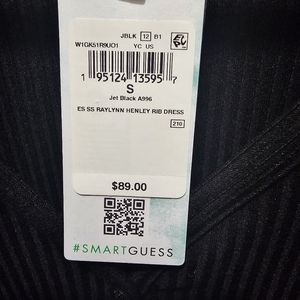 JBLK 12 B1
W1GK51R9UO1 YC US
1 95124 13595 7
S
Jet Black A996
ES SS RAYLYNN HENLEY RIB DRESS
210
$89.00
#SMARTGUESS